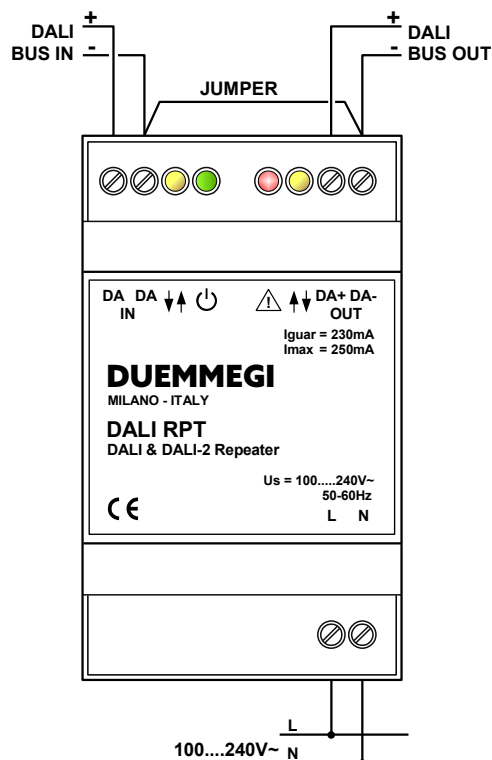 +
DALI
BUS IN -
+
DALI
- BUS OUT
JUMPER
DA DA
IN
DA+ DA-
OUT
Iguar = 230mA
Imax = 250mA
DUEMMEGI
MILANO - ITALY
DALI RPT
DALI & DALI-2 Repeater
Us = 100.....240V~
50-60Hz
CE
L N
L
100....240V~ N